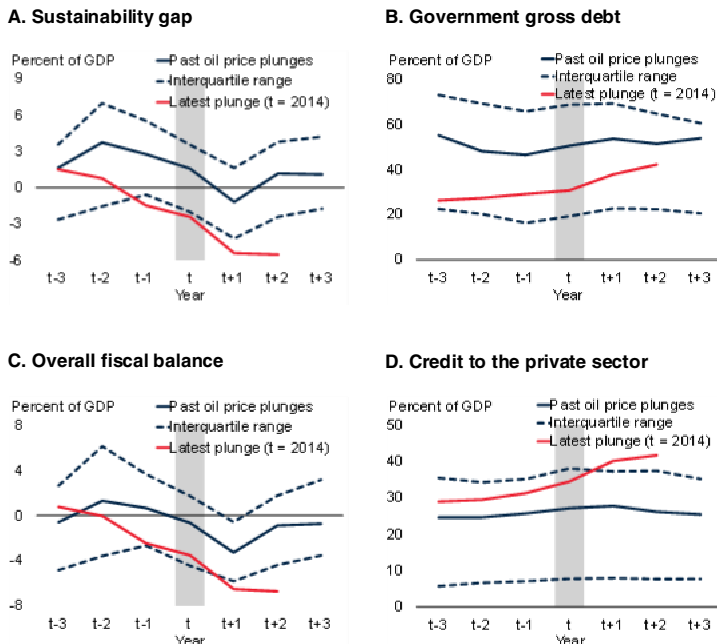 A. Sustainability gap
Percent of GDP
Past oil price plunges
Interquartile range
Latest plunge (t = 2014)
9
6
3
0
-3
-6
t-3 t-2 t-1 t t+1 t+2 t+3
Year
B. Government gross debt
Percent of GDP
Past oil price plunges
Interquartile range
Latest plunge (t = 2014)
80
60
40
20
0
t-3 t-2 t-1 t t+1 t+2 t+3
Year
C. Overall fiscal balance
Percent of GDP
Past oil price plunges
Interquartile range
Latest plunge (t = 2014)
8
4
0
-4
-8
t-3 t-2 t-1 t t+1 t+2 t+3
Year
D. Credit to the private sector
Percent of GDP
Past oil price plunges
Interquartile range
Latest plunge (t = 2014)
50
40
30
20
10
0
t-3 t-2 t-1 t t+1 t+2 t+3
Year